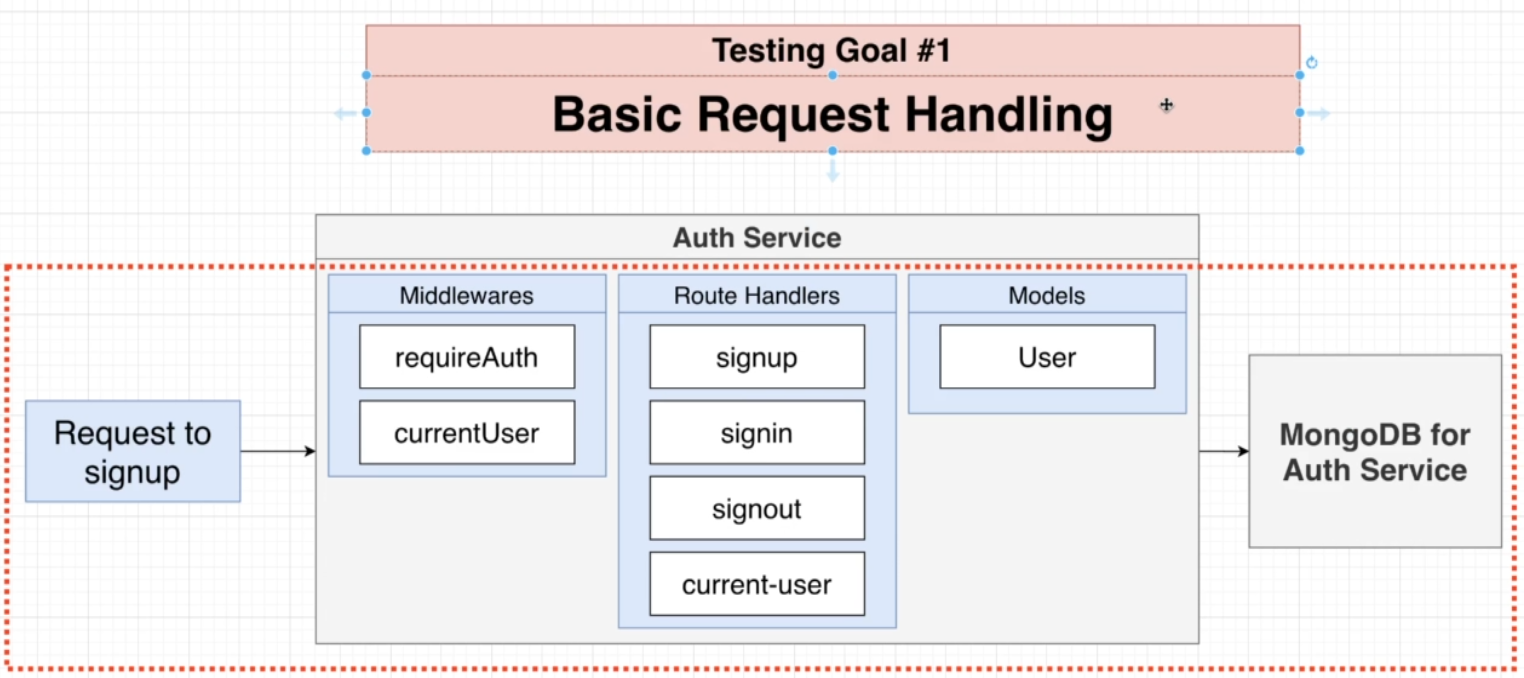 Testing Goal #1
Basic Request Handling
Auth Service
Middlewares
requireAuth
currentUser
Route Handlers
signup
signin
signout
current-user
Models
User
Request to
signup
MongoDB for
Auth Service